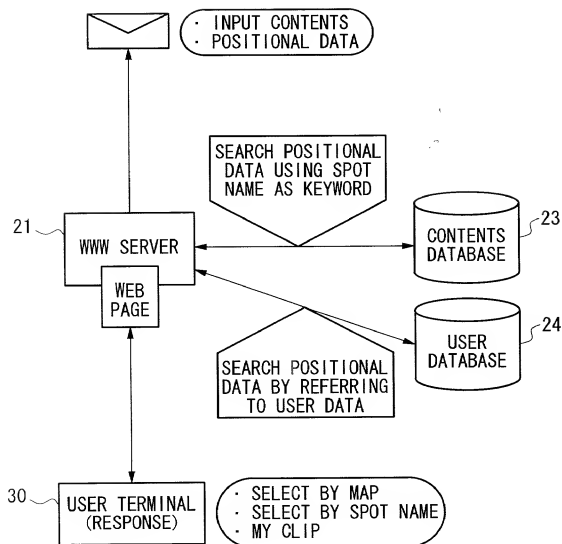 · INPUT CONTENTS
· POSITIONAL DATA
SEARCH POSITIONAL
DATA USING SPOT
NAME AS KEYWORD
21
WWW SERVER
WEB
PAGE
CONTENTS
DATABASE
23
USER
DATABASE
24
SEARCH POSITIONAL
DATA BY REFERRING
TO USER DATA
30
USER TERMINAL
(RESPONSE)
· SELECT BY MAP
· SELECT BY SPOT NAME
· MY CLIP